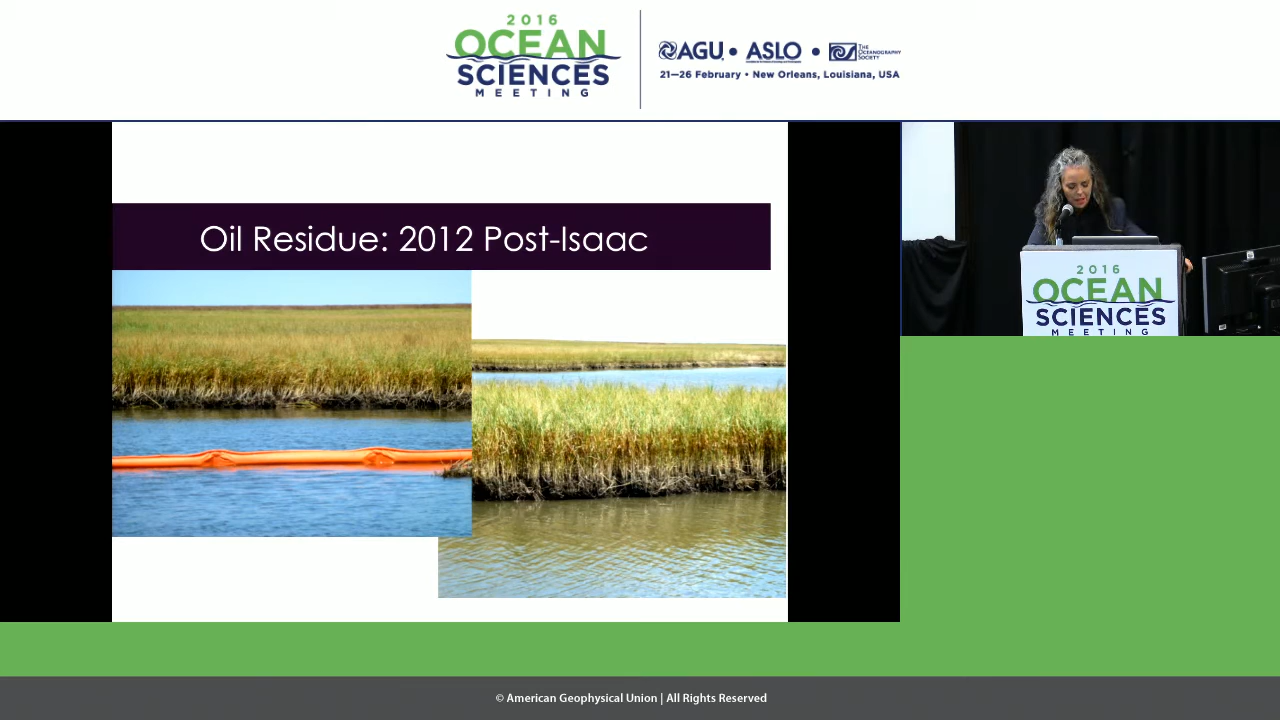 2016
OCEAN
SCIENCES
MEETING
AGU • ASLO • THE OCEANOGRAPHY SOCIETY
21—26 February • New Orleans, Louisiana, USA
Oil Residue: 2012 Post-Isaac
2016
OCEAN
SCIENCES
MEETING
© American Geophysical Union | All Rights Reserved